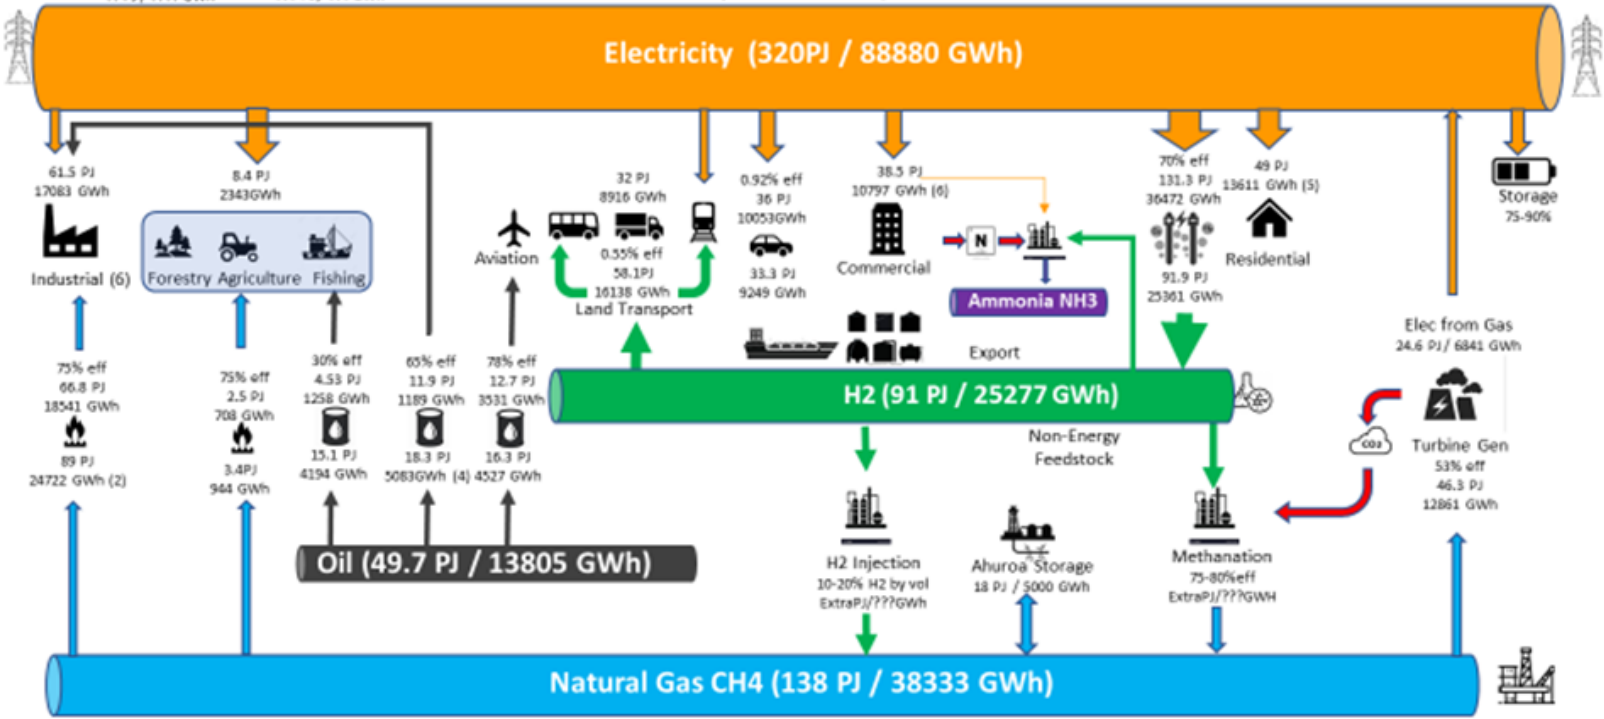 Electricity (320PJ / 88880 GWh)
61.5 PJ
17083 GWh
Industrial (6)
75% eff
66.8 PJ
18541 GWh
89 PJ
24722 GWh (2)
8.4 PJ
2343GWh
Forestry Agriculture Fishing
75% eff
2.5 PJ
708 GWh
3.4PJ
944 GWh
30% eff
4.53 PJ
1258 GWh
15.1 PJ
4194 GWh
65% eff
11.9 PJ
1189 GWh
18.3 PJ
5083GWh (4)
Aviation
78% eff
12.7 PJ
3531 GWh
16.3 PJ
4527 GWh
Oil (49.7 PJ / 13805 GWh)
32 PJ
8916 GWh
0.55% eff
58.1PJ
16138 GWh
Land Transport
0.92% eff
36 PJ
10053GWh
33.3 PJ
9249 GWh
38.5 PJ
10797 GWh (6)
Commercial
N
Ammonia NH3
Export
70% eff
131.3 PJ
36472 GWh
91.9 PJ
25361 GWh
49 PJ
13611 GWh (5)
Residential
Storage
75-90%
H2 (91 PJ / 25277 GWh)
Non-Energy
Feedstock
Elec from Gas
24.6 PJ/ 6841 GWh
CO2
Turbine Gen
53% eff
46.3 PJ
12861 GWh
H2 Injection
10-20% H2 by vol
ExtraPJ/???GWh
Ahuroa Storage
18 PJ / 5000 GWh
Methanation
75-80%eff
ExtraPJ/???GWH
Natural Gas CH4 (138 PJ / 38333 GWh)